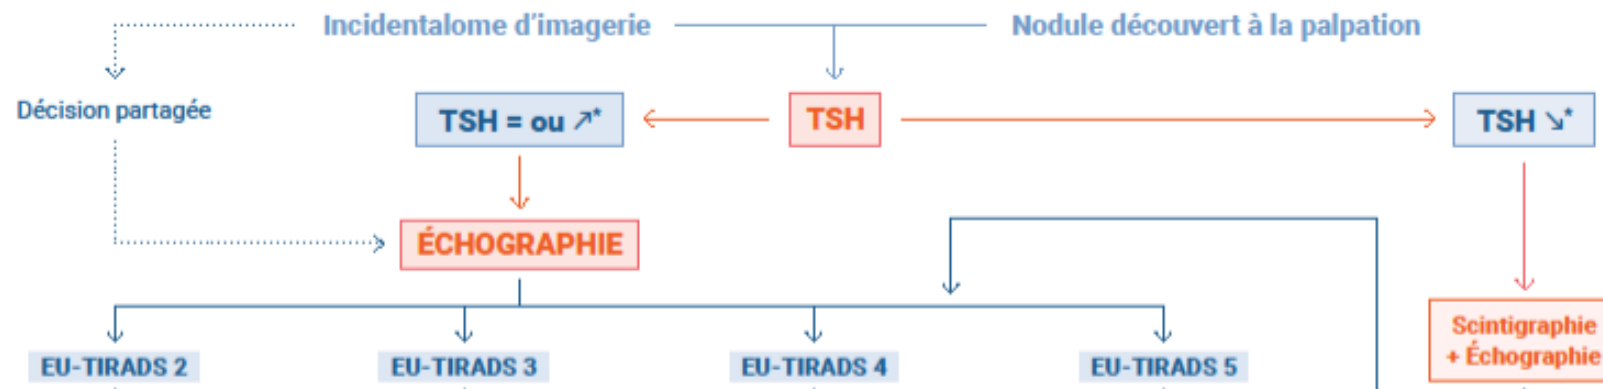 Incidentalome d’imagerie
Nodule découvert à la palpation
Décision partagée
TSH = ou ↗*
TSH
TSH ↘*
ÉCHOGRAPHIE
Scintigraphie
+ Échographie
EU-TIRADS 2
EU-TIRADS 3
EU-TIRADS 4
EU-TIRADS 5